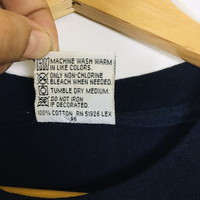 MACHINE WASH WARM
IN LIKE COLORS.
ONLY NON-CHLORINE
BLEACH WHEN NEEDED.
TUMBLE DRY MEDIUM.
DO NOT IRON
IF DECORATED.
100% COTTON RN 51926 LEX
96